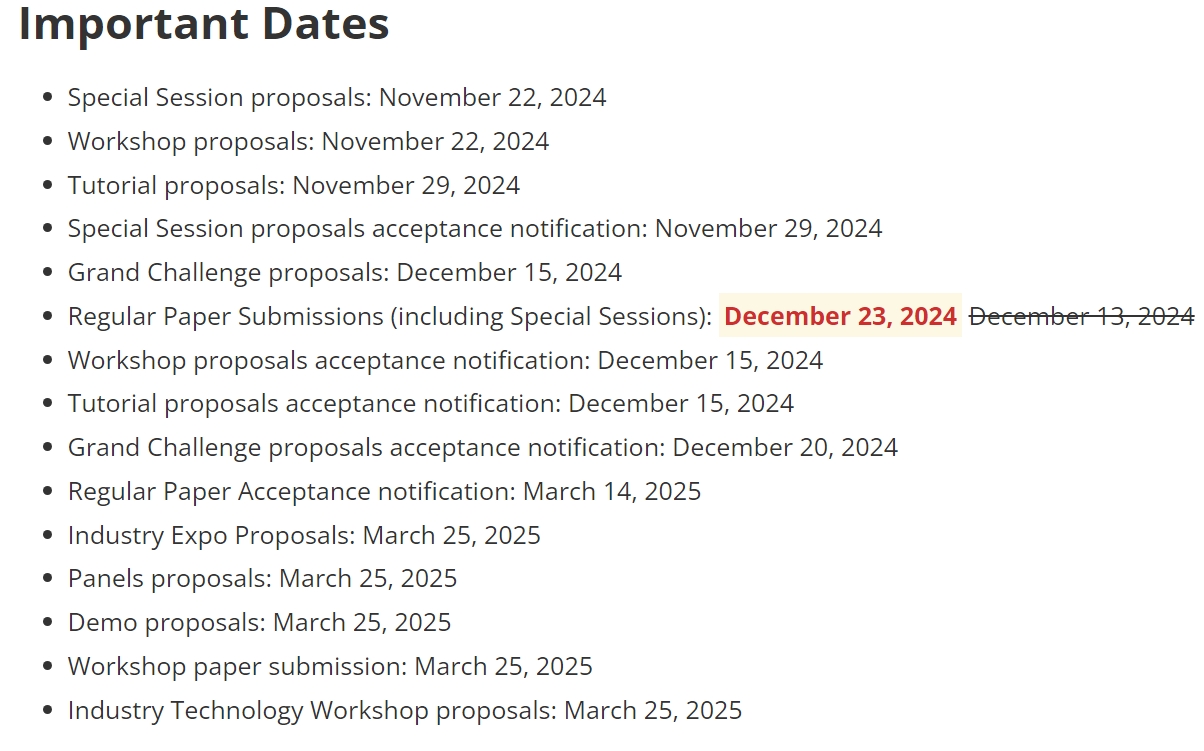 Important Dates
• Special Session proposals: November 22, 2024
• Workshop proposals: November 22, 2024
• Tutorial proposals: November 29, 2024
• Special Session proposals acceptance notification: November 29, 2024
• Grand Challenge proposals: December 15, 2024
• Regular Paper Submissions (including Special Sessions): December 23, 2024 December 13, 2024
• Workshop proposals acceptance notification: December 15, 2024
• Tutorial proposals acceptance notification: December 15, 2024
• Grand Challenge proposals acceptance notification: December 20, 2024
• Regular Paper Acceptance notification: March 14, 2025
• Industry Expo Proposals: March 25, 2025
• Panels proposals: March 25, 2025
• Demo proposals: March 25, 2025
• Workshop paper submission: March 25, 2025
• Industry Technology Workshop proposals: March 25, 2025